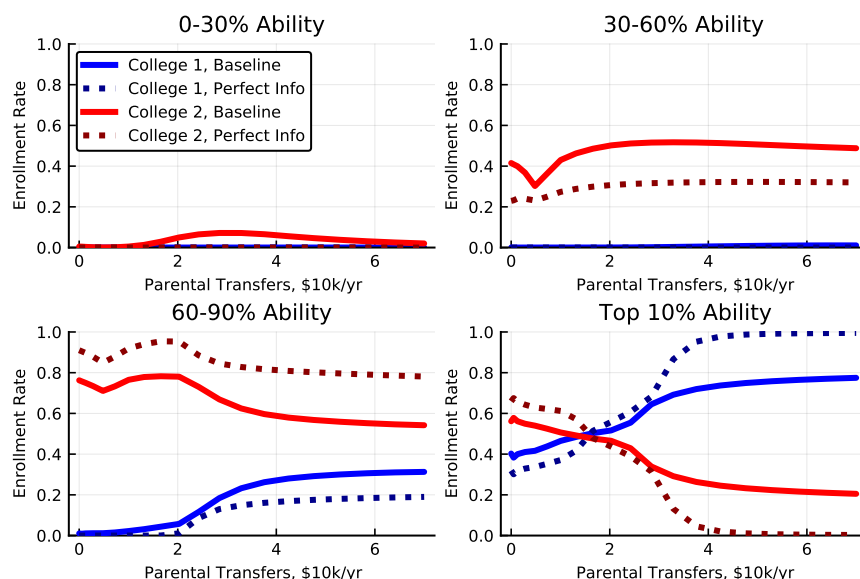 0-30% Ability
1.0
0.8
0.6
0.4
0.2
0.0
Enrollment Rate
College 1, Baseline
College 1, Perfect Info
College 2, Baseline
College 2, Perfect Info
0 2 4 6
Parental Transfers, $10k/yr
30-60% Ability
1.0
0.8
0.6
0.4
0.2
0.0
Enrollment Rate
0 2 4 6
Parental Transfers, $10k/yr
60-90% Ability
1.0
0.8
0.6
0.4
0.2
0.0
Enrollment Rate
0 2 4 6
Parental Transfers, $10k/yr
Top 10% Ability
1.0
0.8
0.6
0.4
0.2
0.0
Enrollment Rate
0 2 4 6
Parental Transfers, $10k/yr